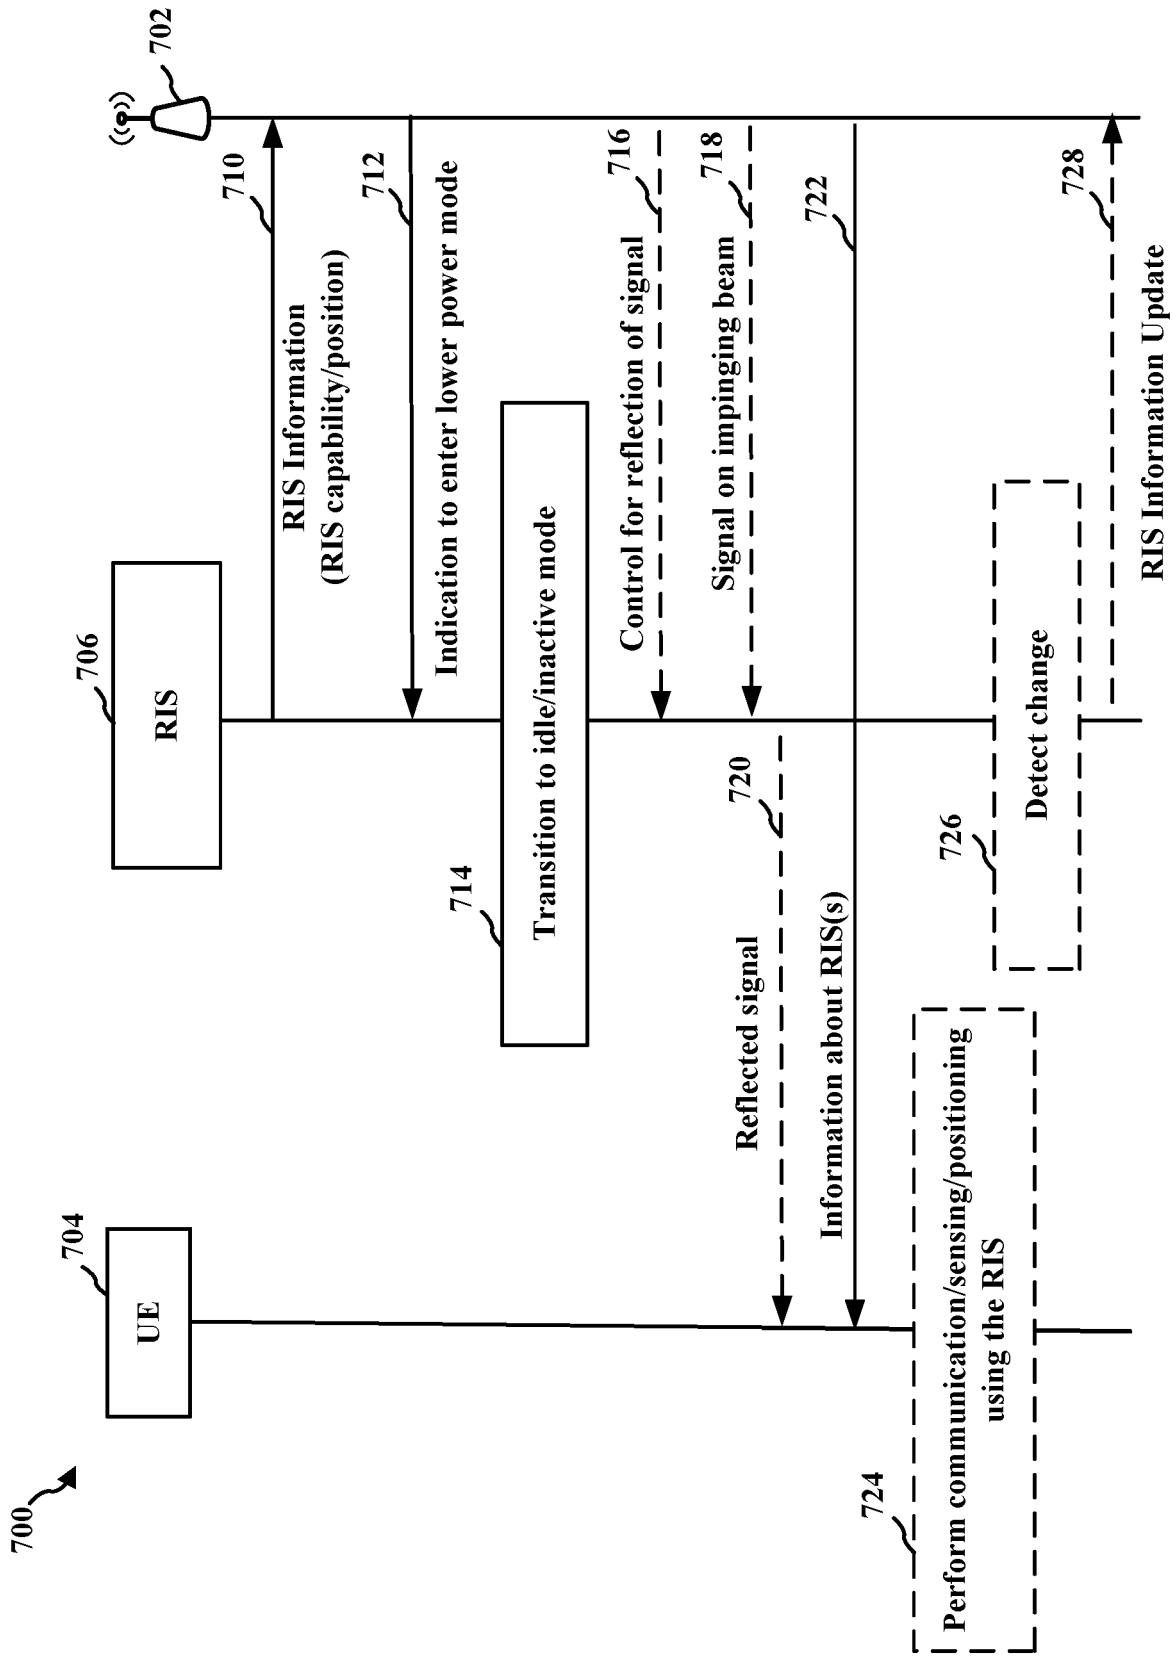 700
702
704
UE
706
RIS
710
RIS Information
(RIS capability/position)
712
Indication to enter lower power mode
714
Transition to idle/inactive mode
716
Control for reflection of signal
718
Signal on impinging beam
720
Reflected signal
722
Information about RIS(s)
724
Perform communication/sensing/positioning
using the RIS
726
Detect change
728
RIS Information Update